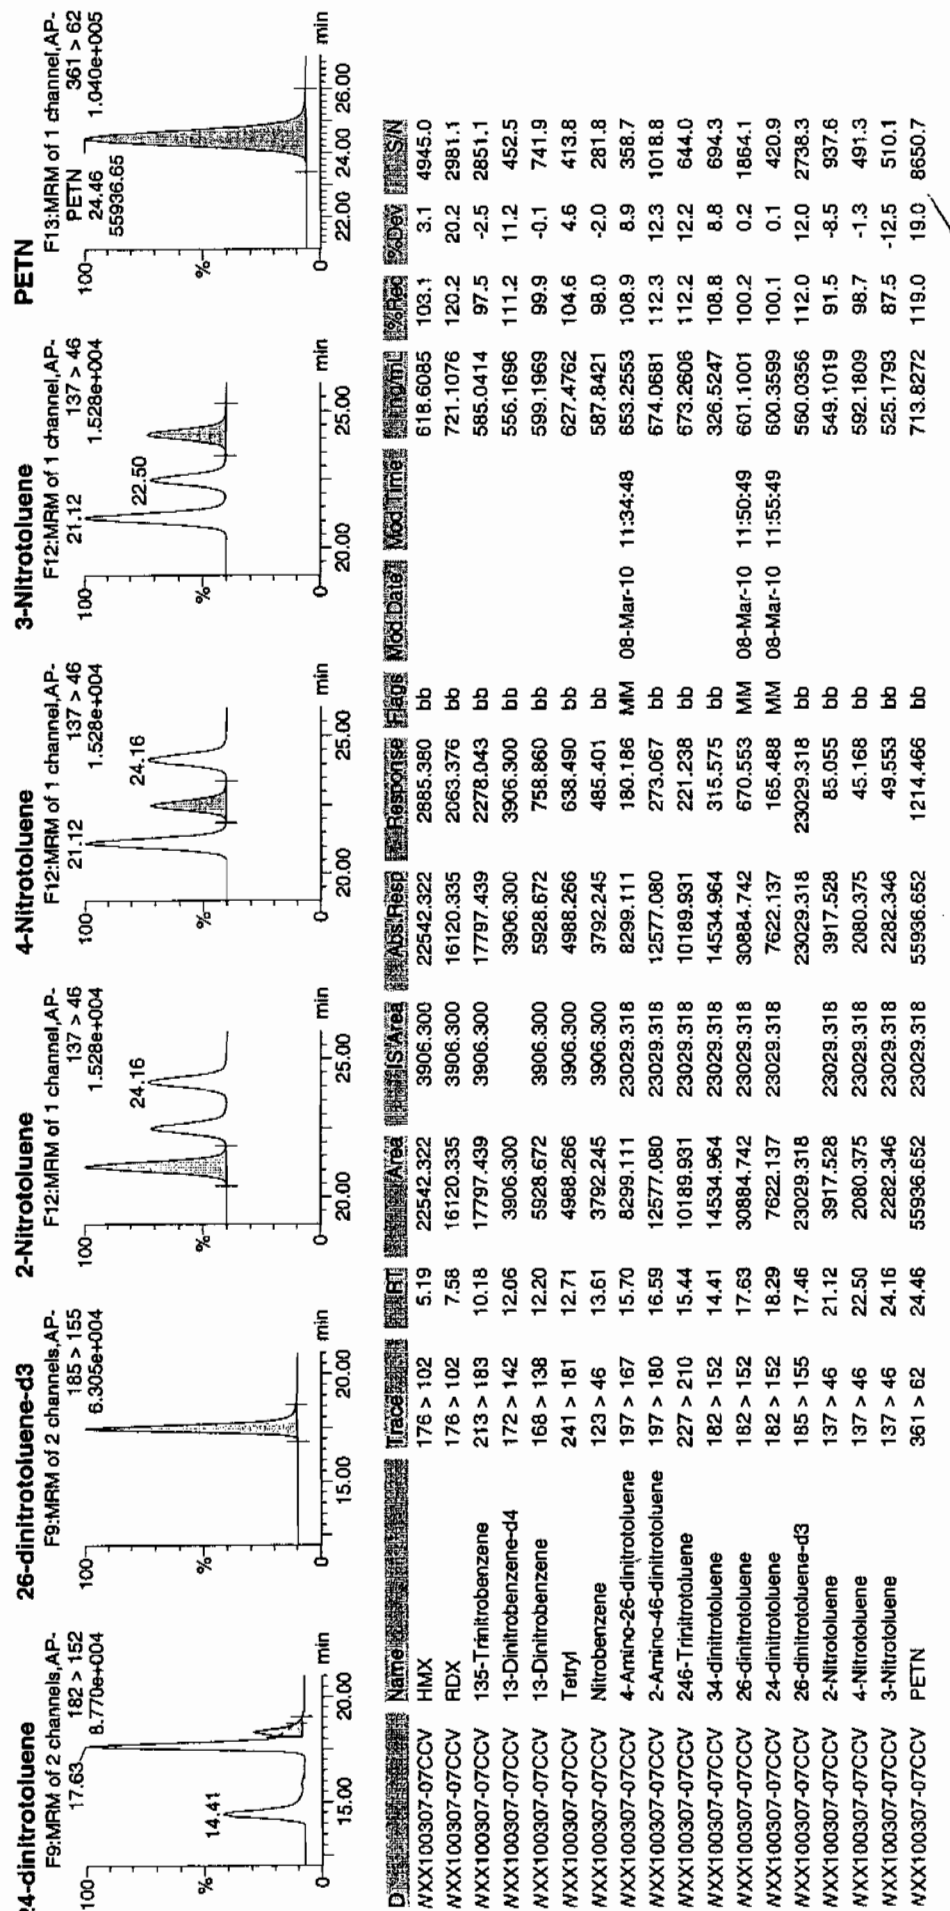 24-dinitrotoluene
F9:MRM of 2 channels,AP-
182 > 152
8.770e+004
100
17.63
14.41
%
0
15.00 20.00 min
26-dinitrotoluene-d3
F9:MRM of 2 channels,AP-
185 > 155
6.305e+004
100
%
0
15.00 20.00 min
2-Nitrotoluene
F12:MRM of 1 channel,AP-
137 > 46
1.528e+004
100
24.16
%
0
20.00 25.00 min
4-Nitrotoluene
F12:MRM of 1 channel,AP-
137 > 46
1.528e+004
100
21.12
24.16
%
0
20.00 25.00 min
3-Nitrotoluene
F12:MRM of 1 channel,AP-
137 > 46
1.528e+004
100
21.12
22.50
%
0
20.00 25.00 min
PETN
F13:MRM of 1 channel,AP-
361 > 62
1.040e+005
100
PETN
24.46
55936.65
%
0
22.00 24.00 26.00 min
D Name Trace RT Area IS Area Abs.Resp Response Flags Mod.Date Mod.Time ng/mL %Rec %Dev S/N
WXX100307-07CCV HMX 176 > 102 5.19 22542.322 3906.300 22542.322 2885.380 bb 618.6085 103.1 3.1 4945.0
WXX100307-07CCV RDX 176 > 102 7.58 16120.335 3906.300 16120.335 2063.376 bb 721.1076 120.2 20.2 2981.1
WXX100307-07CCV 135-Trinitrobenzene 213 > 183 10.18 17797.439 3906.300 17797.439 2278.043 bb 585.0414 97.5 -2.5 2851.1
WXX100307-07CCV 13-Dinitrobenzene-d4 172 > 142 12.06 3906.300 3906.300 3906.300 bb 556.1696 111.2 11.2 452.5
WXX100307-07CCV 13-Dinitrobenzene 168 > 138 12.20 5928.672 3906.300 5928.672 758.860 bb 599.1969 99.9 -0.1 741.9
WXX100307-07CCV Tetryl 241 > 181 12.71 4988.266 3906.300 4988.266 638.490 bb 627.4762 104.6 4.6 413.8
WXX100307-07CCV Nitrobenzene 123 > 46 13.61 3792.245 3906.300 3792.245 485.401 bb 587.8421 98.0 -2.0 281.8
WXX100307-07CCV 4-Amino-26-dinitrotoluene 197 > 167 15.70 8299.111 23029.318 8299.111 180.186 MM 08-Mar-10 11:34:48 653.2553 108.9 8.9 358.7
WXX100307-07CCV 2-Amino-46-dinitrotoluene 197 > 180 16.59 12577.080 23029.318 12577.080 273.067 bb 674.0681 112.3 12.3 1018.8
WXX100307-07CCV 246-Trinitrotoluene 227 > 210 15.44 10189.931 23029.318 10189.931 221.238 bb 673.2606 112.2 12.2 644.0
WXX100307-07CCV 34-dinitrotoluene 182 > 152 14.41 14534.964 23029.318 14534.964 315.575 bb 326.5247 108.8 8.8 694.3
WXX100307-07CCV 26-dinitrotoluene 182 > 152 17.63 30884.742 23029.318 30884.742 670.553 MM 08-Mar-10 11:50:49 601.1001 100.2 0.2 1864.1
WXX100307-07CCV 24-dinitrotoluene 182 > 152 18.29 7622.137 23029.318 7622.137 165.488 MM 08-Mar-10 11:55:49 600.3599 100.1 0.1 420.9
WXX100307-07CCV 26-dinitrotoluene-d3 185 > 155 17.46 23029.318 23029.318 23029.318 bb 560.0356 112.0 12.0 2738.3
WXX100307-07CCV 2-Nitrotoluene 137 > 46 21.12 3917.528 23029.318 3917.528 85.055 bb 549.1019 91.5 -8.5 937.6
WXX100307-07CCV 4-Nitrotoluene 137 > 46 22.50 2080.375 23029.318 2080.375 45.168 bb 592.1809 98.7 -1.3 491.3
WXX100307-07CCV 3-Nitrotoluene 137 > 46 24.16 2282.346 23029.318 2282.346 49.553 bb 525.1793 87.5 -12.5 510.1
WXX100307-07CCV PETN 361 > 62 24.46 55936.652 23029.318 55936.652 1214.466 bb 713.8272 119.0 19.0 8650.7